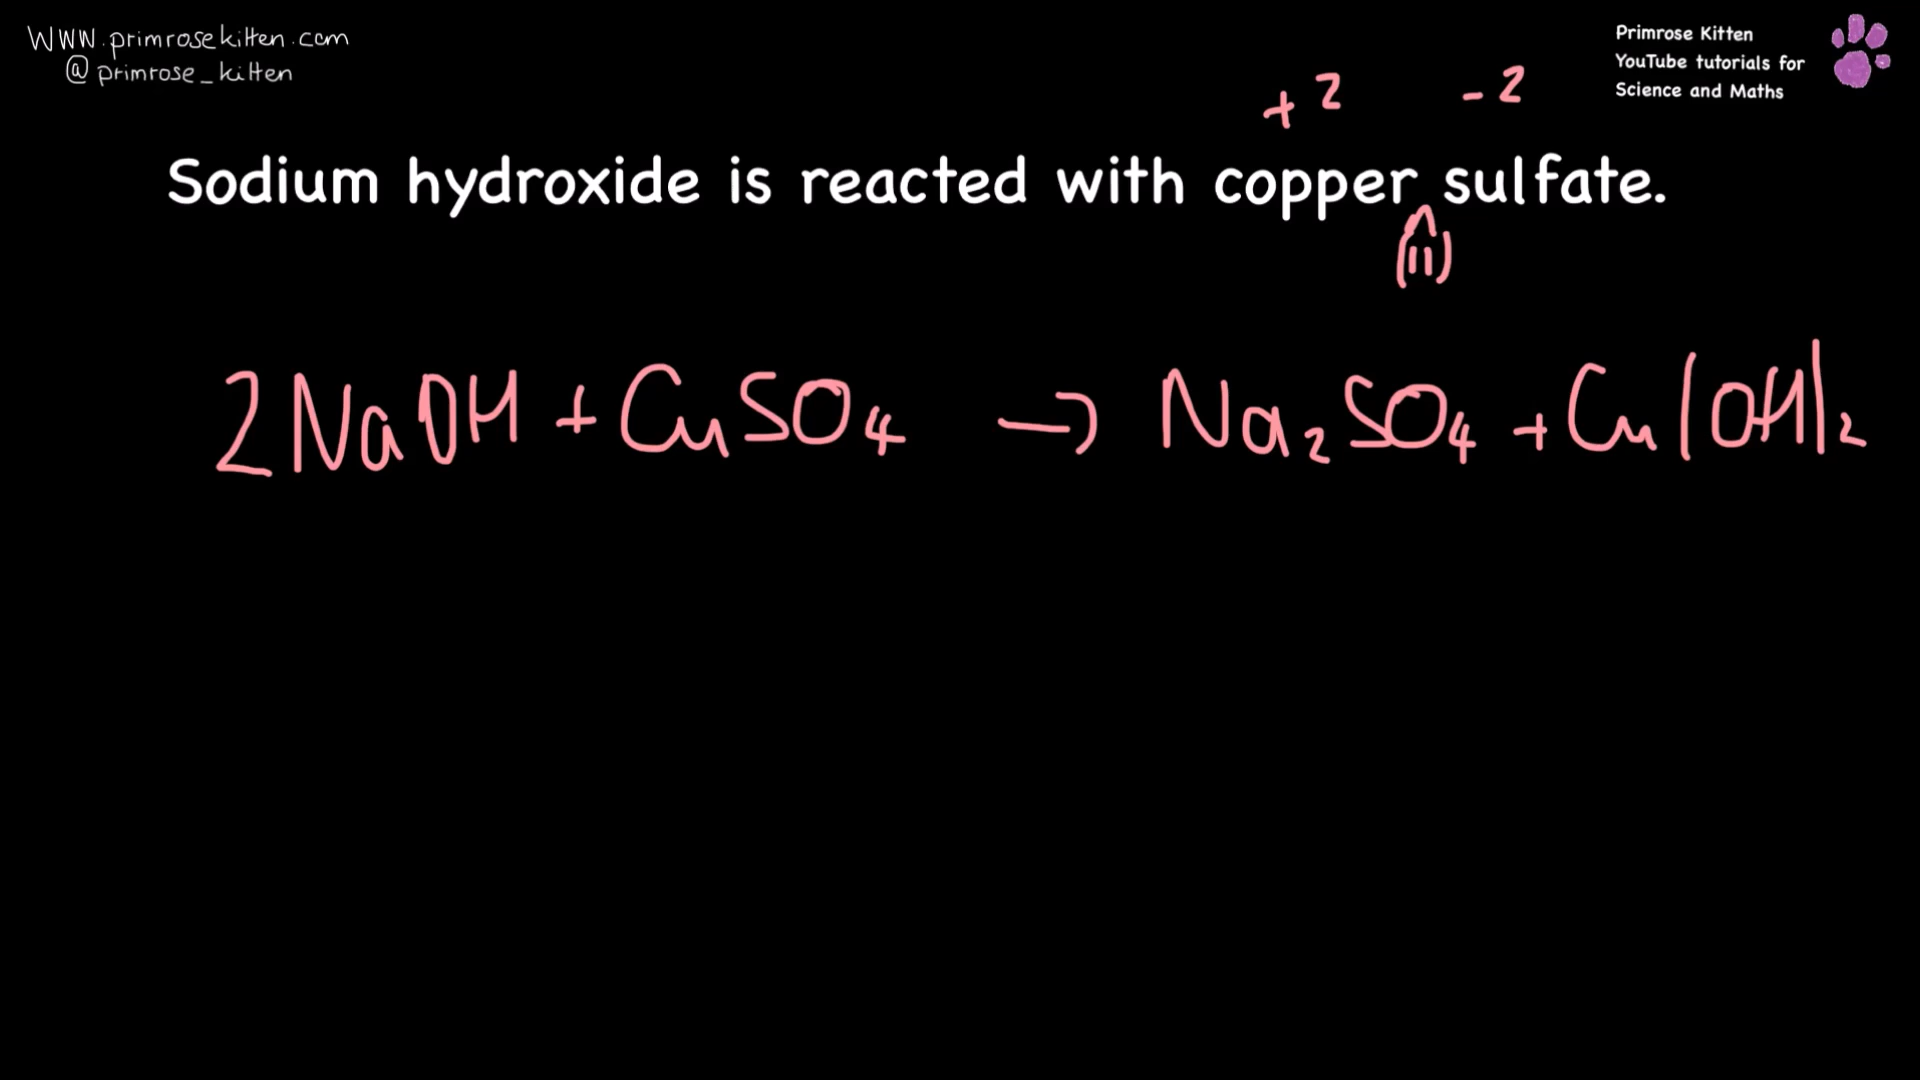 www.primrosekitten.com
@primrose_kitten
Primrose Kitten
YouTube tutorials for
Science and Maths
+2 -2
Sodium hydroxide is reacted with copper sulfate.
(II)
2NaOH + CuSO₄ → Na₂SO₄ + Cu(OH)₂